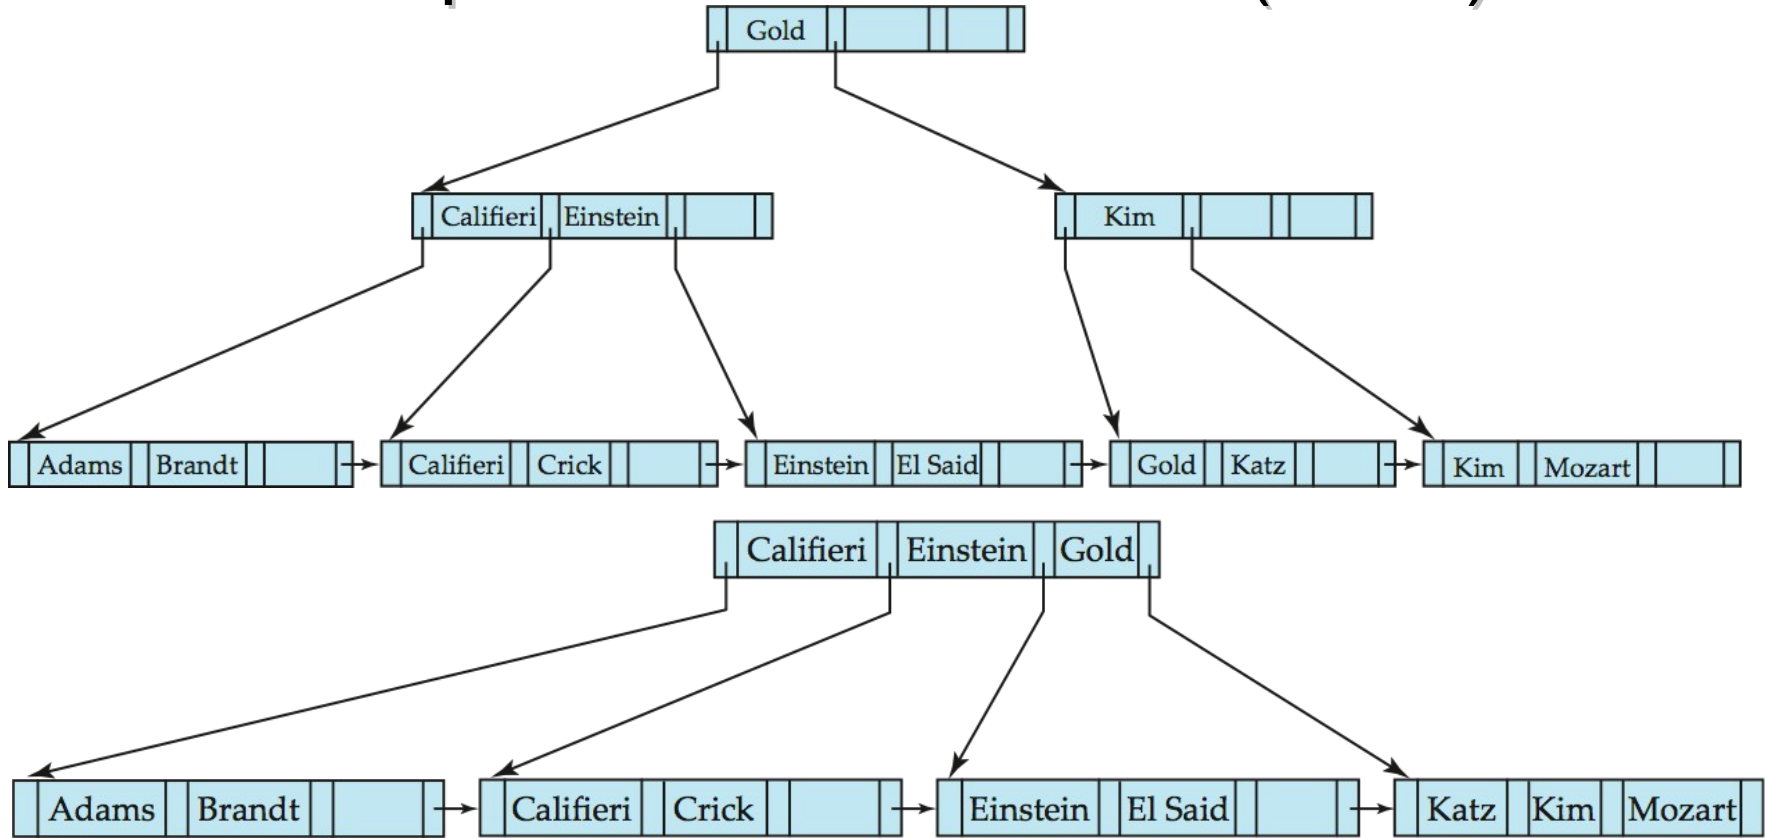 Gold
Califieri Einstein Kim
Adams Brandt Califieri Crick Einstein El Said Gold Katz Kim Mozart
Califieri Einstein Gold
Adams Brandt Califieri Crick Einstein El Said Katz Kim Mozart